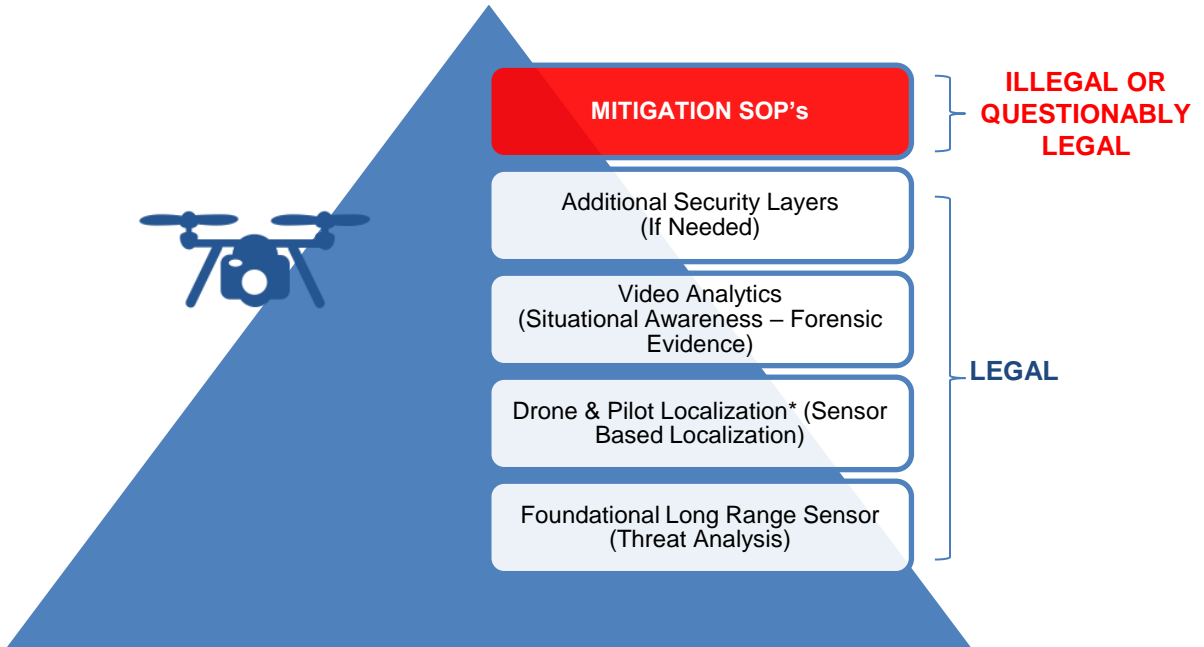 MITIGATION SOP’s
ILLEGAL OR
QUESTIONABLY
LEGAL
Additional Security Layers
(If Needed)
Video Analytics
(Situational Awareness – Forensic
Evidence)
LEGAL
Drone & Pilot Localization* (Sensor
Based Localization)
Foundational Long Range Sensor
(Threat Analysis)